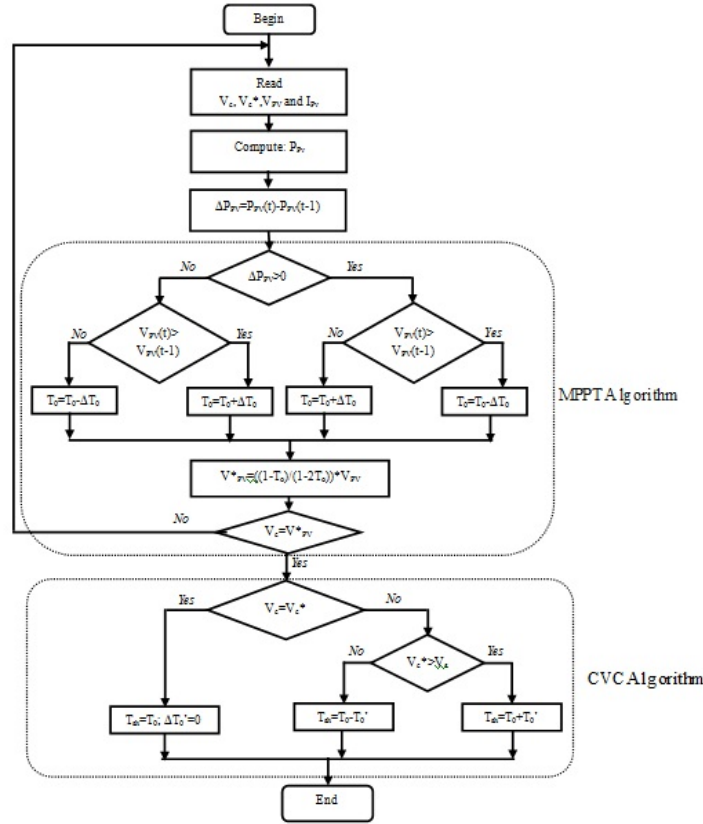 Begin
Read
Vc, Vc*,VPV and IPV
Compute: PPV
ΔPPV=PPV(t)-PPV(t-1)
No
ΔPPV>0
Yes
No
VPV(t)>
VPV(t-1)
Yes
No
VPV(t)>
VPV(t-1)
Yes
T0=T0-ΔT0
T0=T0+ΔT0
T0=T0+ΔT0
T0=T0-ΔT0
MPPT Algorithm
V*PV=((1-T0)/(1-2T0))*VPV
No
Vc=V*PV
Yes
Yes
Vc=Vc*
No
No
Vc*>Vc
Yes
CVC Algorithm
Tsh=T0; ΔT0'=0
Tsh=T0-T0'
Tsh=T0+T0'
End